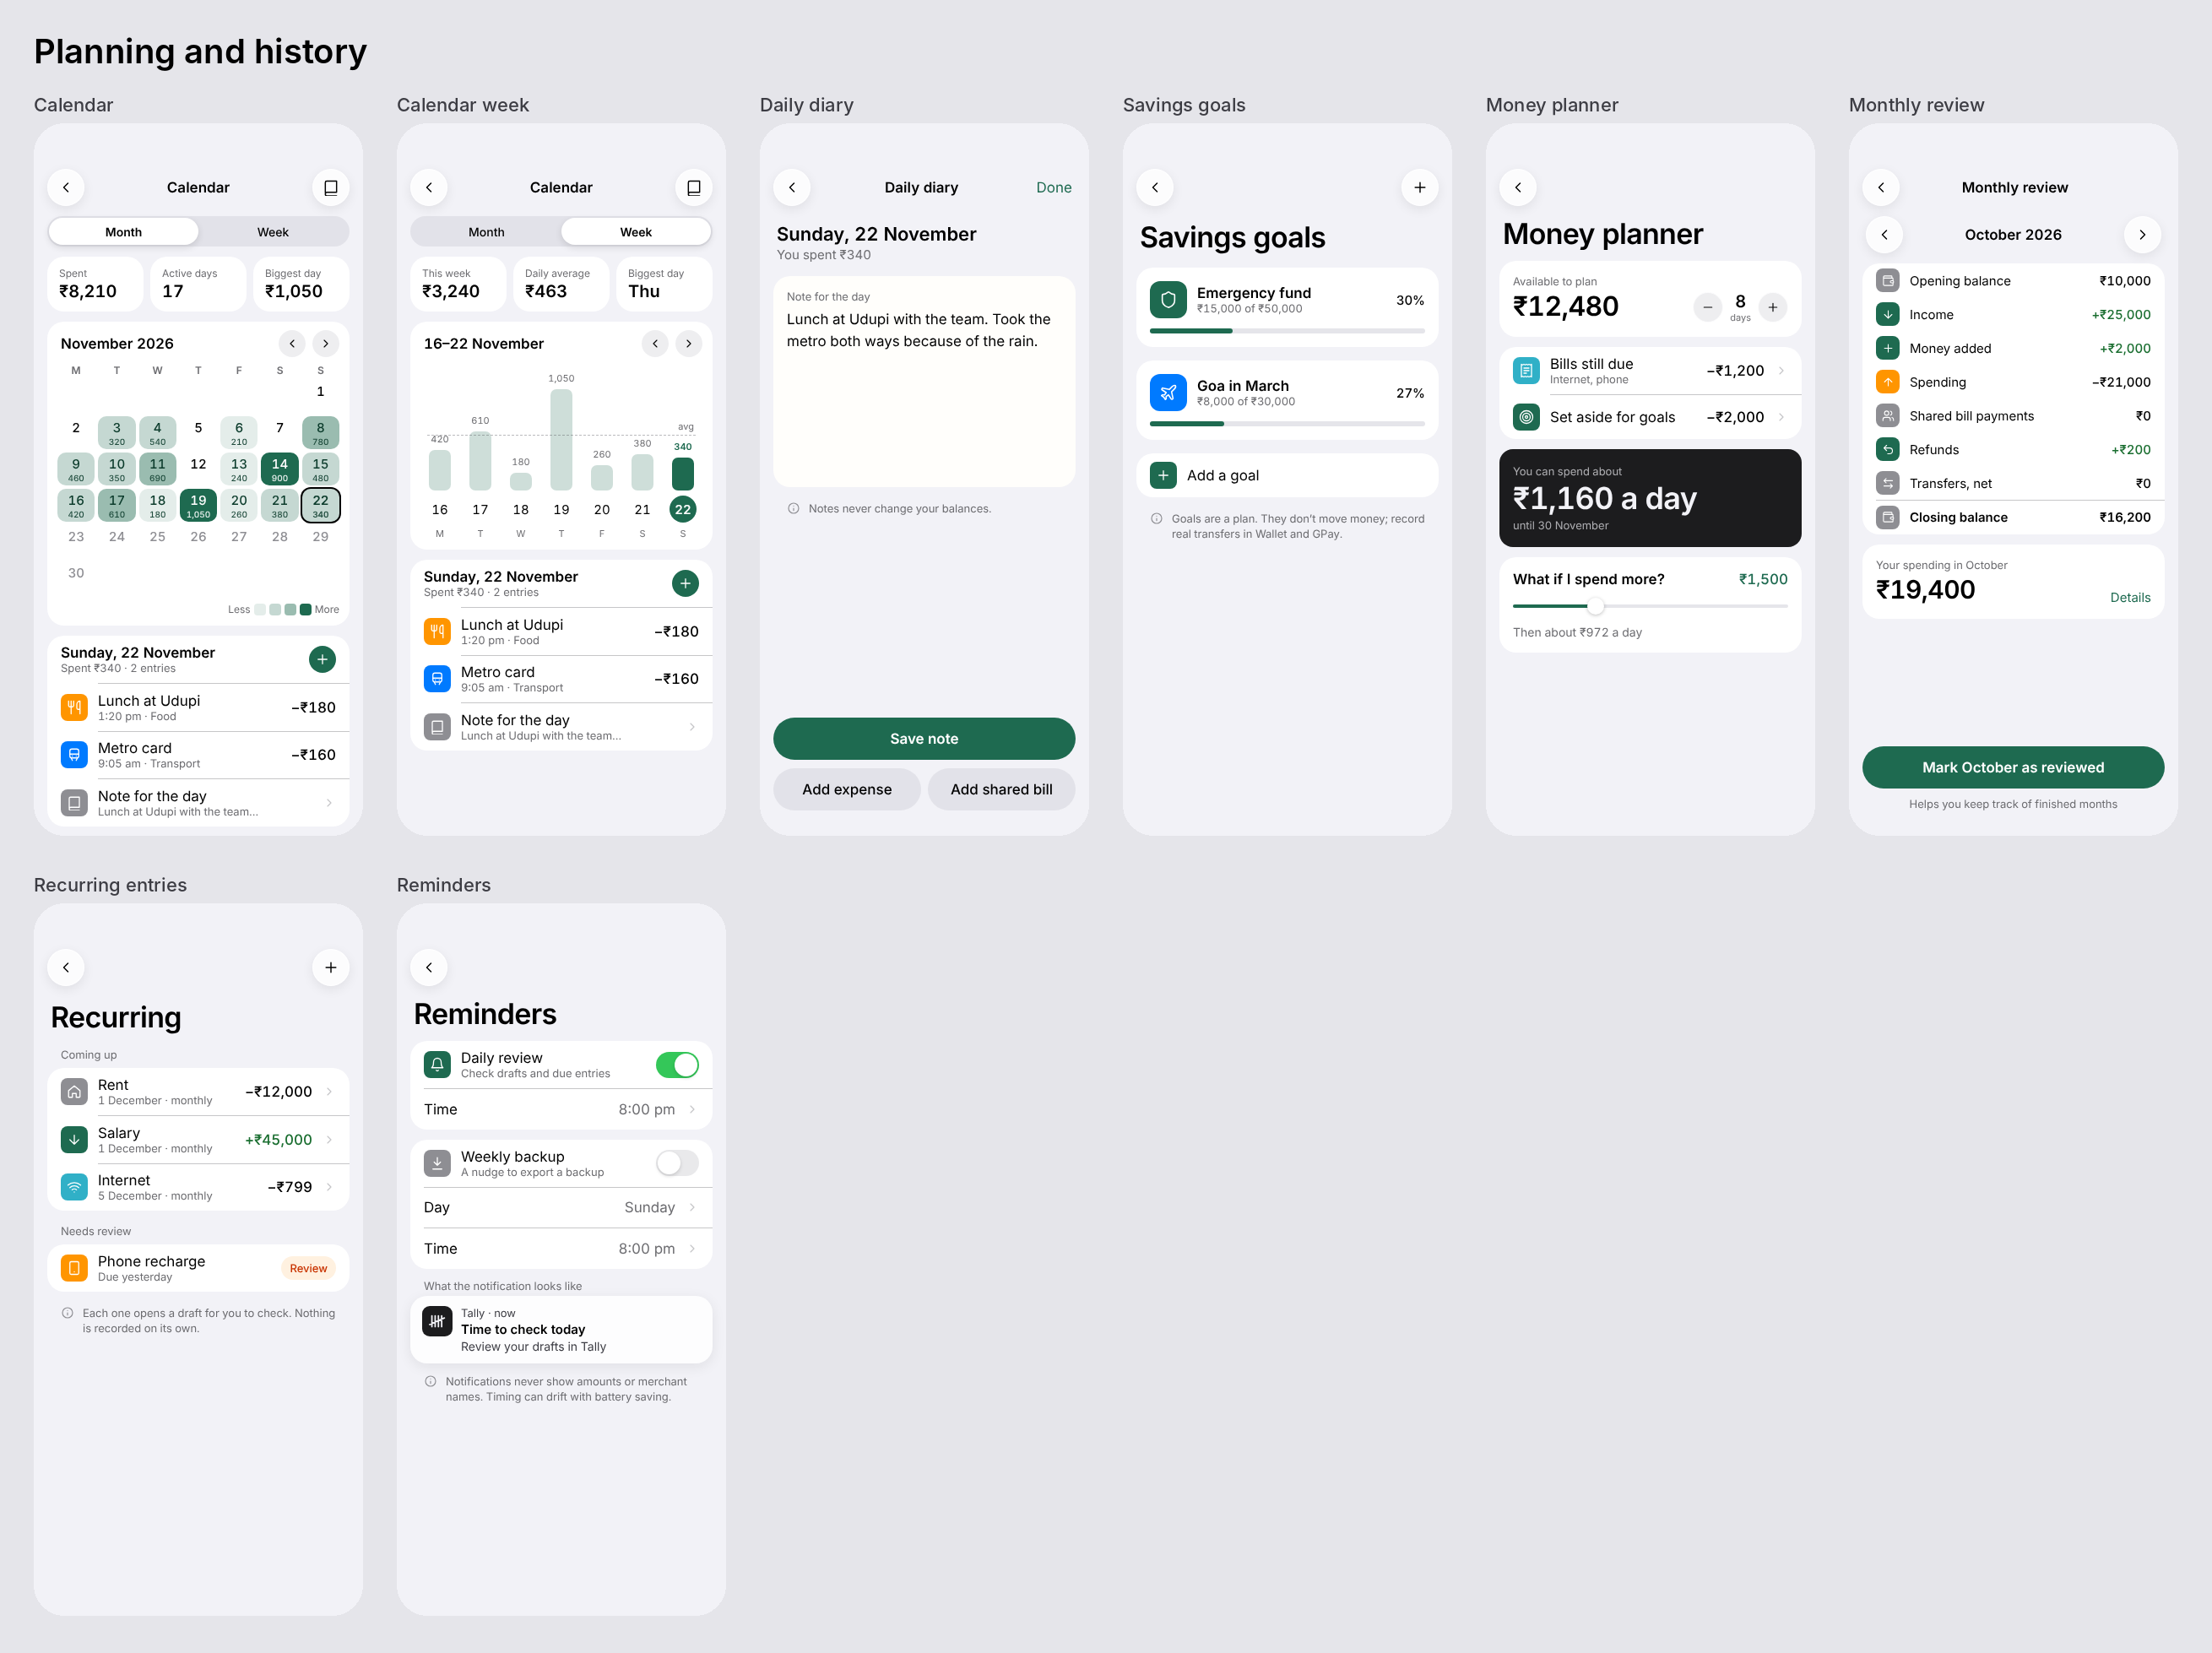 Planning and history
Calendar
Calendar
Month Week
Spent Active days Biggest day
₹8,210 17 ₹1,050
November 2026
M T W T F S S
1
2 3 4 5 6 7 8
320 540 210 780
9 10 11 12 13 14 15
460 350 690 240 900 480
16 17 18 19 20 21 22
420 610 180 1,050 260 380 340
23 24 25 26 27 28 29
30
Less More
Sunday, 22 November
Spent ₹340 · 2 entries
Lunch at Udupi −₹180
1:20 pm · Food
Metro card −₹160
9:05 am · Transport
Note for the day
Lunch at Udupi with the team...
Calendar week
Calendar
Month Week
This week Daily average Biggest day
₹3,240 ₹463 Thu
16–22 November
1,050
610
avg
420 380 340
260
180
16 17 18 19 20 21 22
M T W T F S S
Sunday, 22 November
Spent ₹340 · 2 entries
Lunch at Udupi −₹180
1:20 pm · Food
Metro card −₹160
9:05 am · Transport
Note for the day
Lunch at Udupi with the team...
Daily diary
Daily diary Done
Sunday, 22 November
You spent ₹340
Note for the day
Lunch at Udupi with the team. Took the
metro both ways because of the rain.
Notes never change your balances.
Save note
Add expense Add shared bill
Savings goals
Savings goals
Emergency fund 30%
₹15,000 of ₹50,000
Goa in March 27%
₹8,000 of ₹30,000
Add a goal
Goals are a plan. They don't move money; record
real transfers in Wallet and GPay.
Money planner
Money planner
Available to plan
₹12,480 8
days
Bills still due −₹1,200
Internet, phone
Set aside for goals −₹2,000
You can spend about
₹1,160 a day
until 30 November
What if I spend more? ₹1,500
Then about ₹972 a day
Monthly review
Monthly review
October 2026
Opening balance ₹10,000
Income +₹25,000
Money added +₹2,000
Spending −₹21,000
Shared bill payments ₹0
Refunds +₹200
Transfers, net ₹0
Closing balance ₹16,200
Your spending in October
₹19,400 Details
Mark October as reviewed
Helps you keep track of finished months
Recurring entries
Recurring
Coming up
Rent −₹12,000
1 December · monthly
Salary +₹45,000
1 December · monthly
Internet −₹799
5 December · monthly
Needs review
Phone recharge Review
Due yesterday
Each one opens a draft for you to check. Nothing
is recorded on its own.
Reminders
Reminders
Daily review
Check drafts and due entries
Time 8:00 pm
Weekly backup
A nudge to export a backup
Day Sunday
Time 8:00 pm
What the notification looks like
Tally · now
Time to check today
Review your drafts in Tally
Notifications never show amounts or merchant
names. Timing can drift with battery saving.